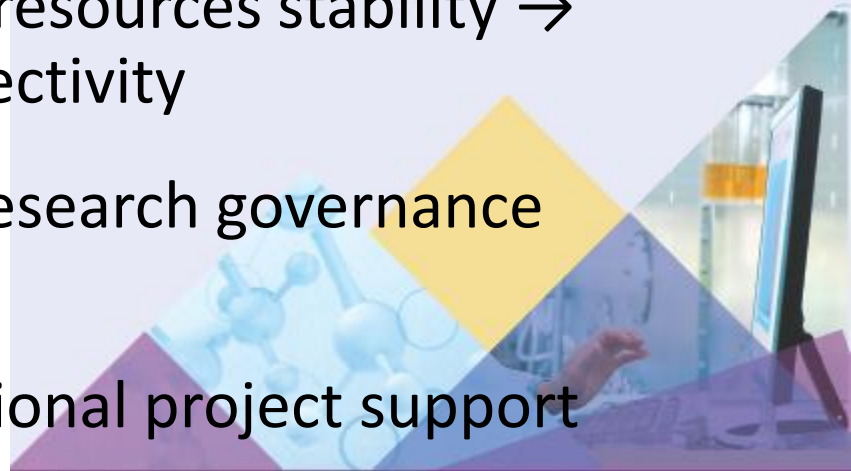 resources stability →
ectivity
esearch governance
ional project support